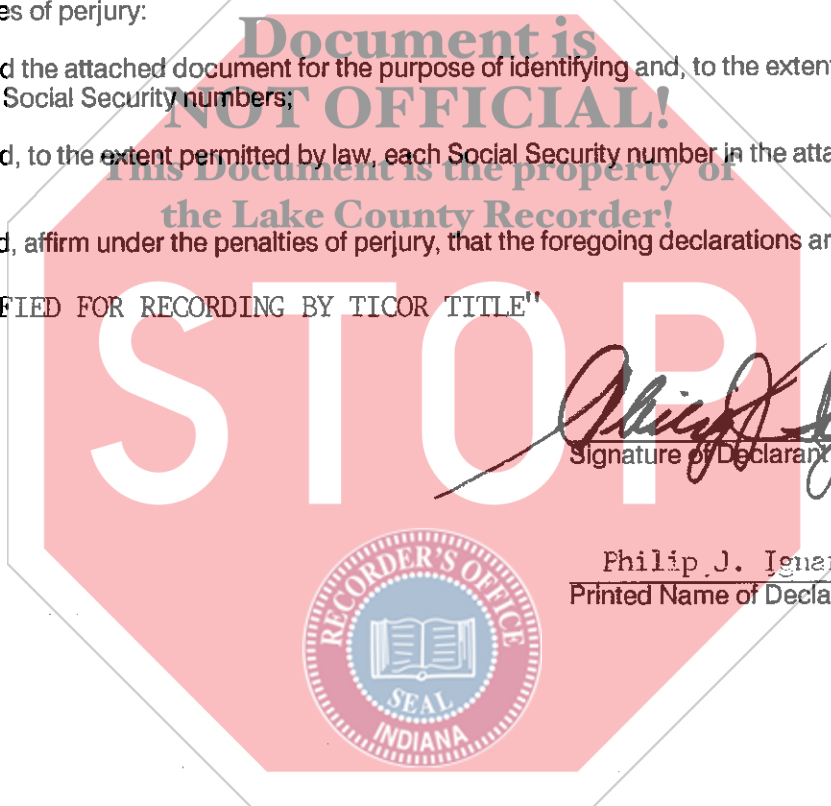 es of perjury:
Document is
d the attached document for the purpose of identifying and, to the extent
Social Security numbers;
NOT OFFICIAL!
d, to the extent permitted by law, each Social Security number in the atta
This Document is the property of
the Lake County Recorder!
d, affirm under the penalties of perjury, that the foregoing declarations ar
FIED FOR RECORDING BY TICOR TITLE"
STOP
Signature of Declarant
Philip J. Ignar
Printed Name of Decla
RECORDER'S OFFICE
SEAL
INDIANA